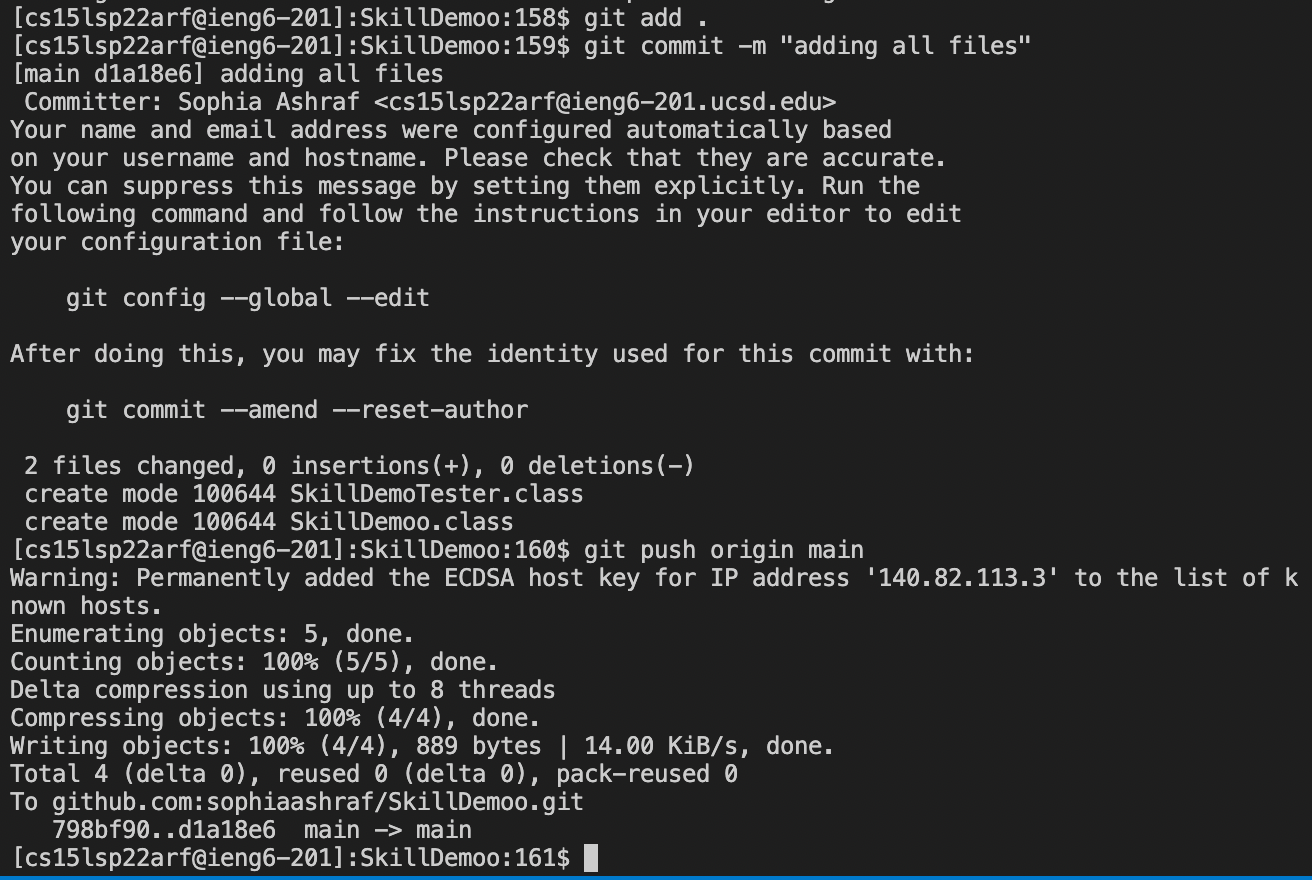 [cs15lsp22arf@ieng6-201]:SkillDemoo:158$ git add .
[cs15lsp22arf@ieng6-201]:SkillDemoo:159$ git commit -m "adding all files"
[main d1a18e6] adding all files
 Committer: Sophia Ashraf <cs15lsp22arf@ieng6-201.ucsd.edu>
Your name and email address were configured automatically based
on your username and hostname. Please check that they are accurate.
You can suppress this message by setting them explicitly. Run the
following command and follow the instructions in your editor to edit
your configuration file:

    git config --global --edit

After doing this, you may fix the identity used for this commit with:

    git commit --amend --reset-author

 2 files changed, 0 insertions(+), 0 deletions(-)
 create mode 100644 SkillDemoTester.class
 create mode 100644 SkillDemoo.class
[cs15lsp22arf@ieng6-201]:SkillDemoo:160$ git push origin main
Warning: Permanently added the ECDSA host key for IP address '140.82.113.3' to the list of k
nown hosts.
Enumerating objects: 5, done.
Counting objects: 100% (5/5), done.
Delta compression using up to 8 threads
Compressing objects: 100% (4/4), done.
Writing objects: 100% (4/4), 889 bytes | 14.00 KiB/s, done.
Total 4 (delta 0), reused 0 (delta 0), pack-reused 0
To github.com:sophiaashraf/SkillDemoo.git
   798bf90..d1a18e6  main -> main
[cs15lsp22arf@ieng6-201]:SkillDemoo:161$